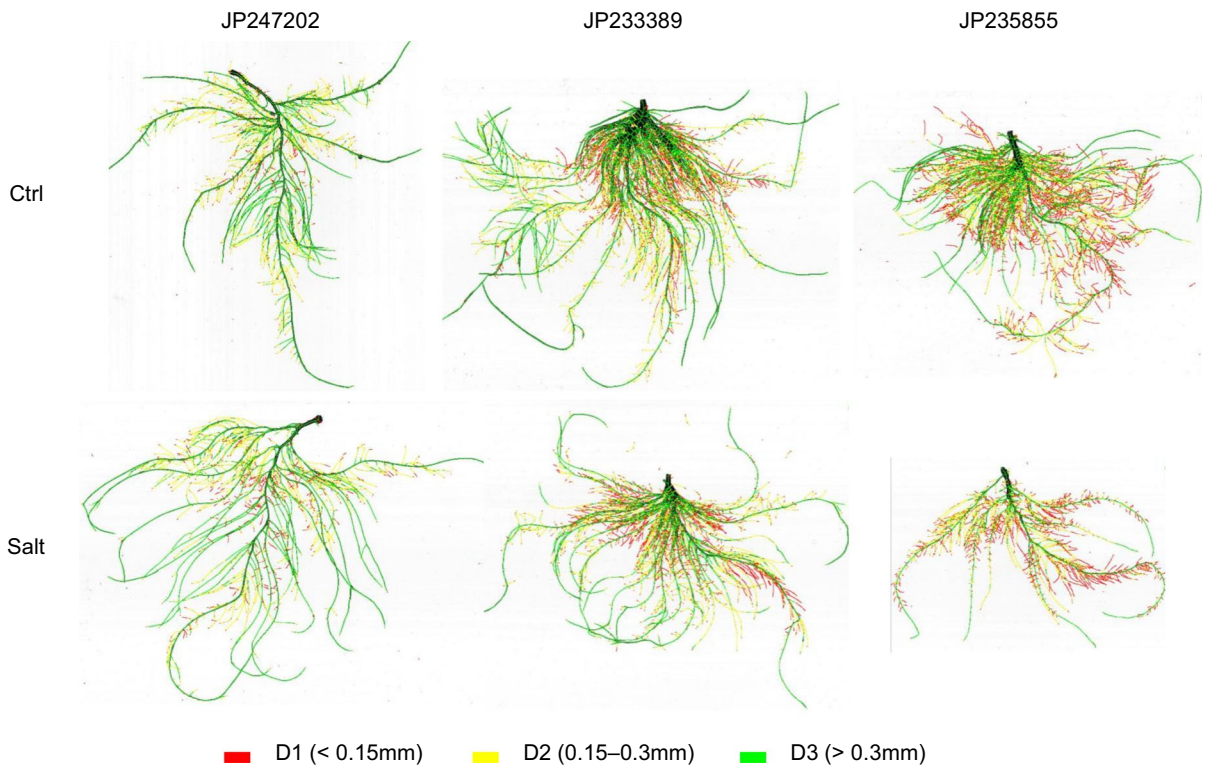 JP247202 JP233389 JP235855
Ctrl
Salt
D1 (< 0.15mm) D2 (0.15–0.3mm) D3 (> 0.3mm)